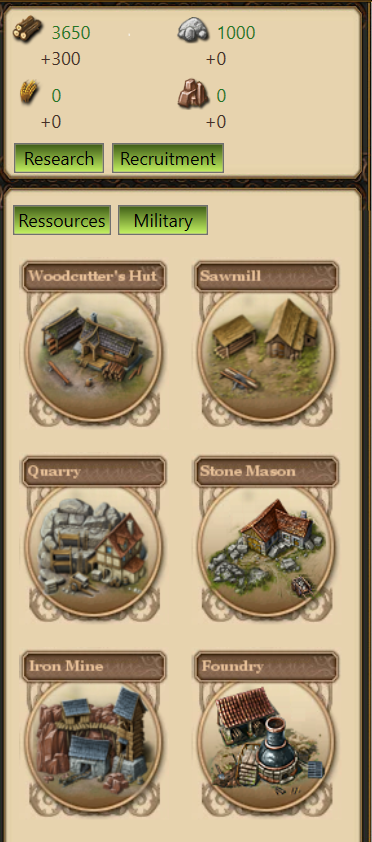 3650 1000
+300 +0
0 0
+0 +0
Research Recruitment
Ressources Military
Woodcutter's Hut Sawmill
Quarry Stone Mason
Iron Mine Foundry